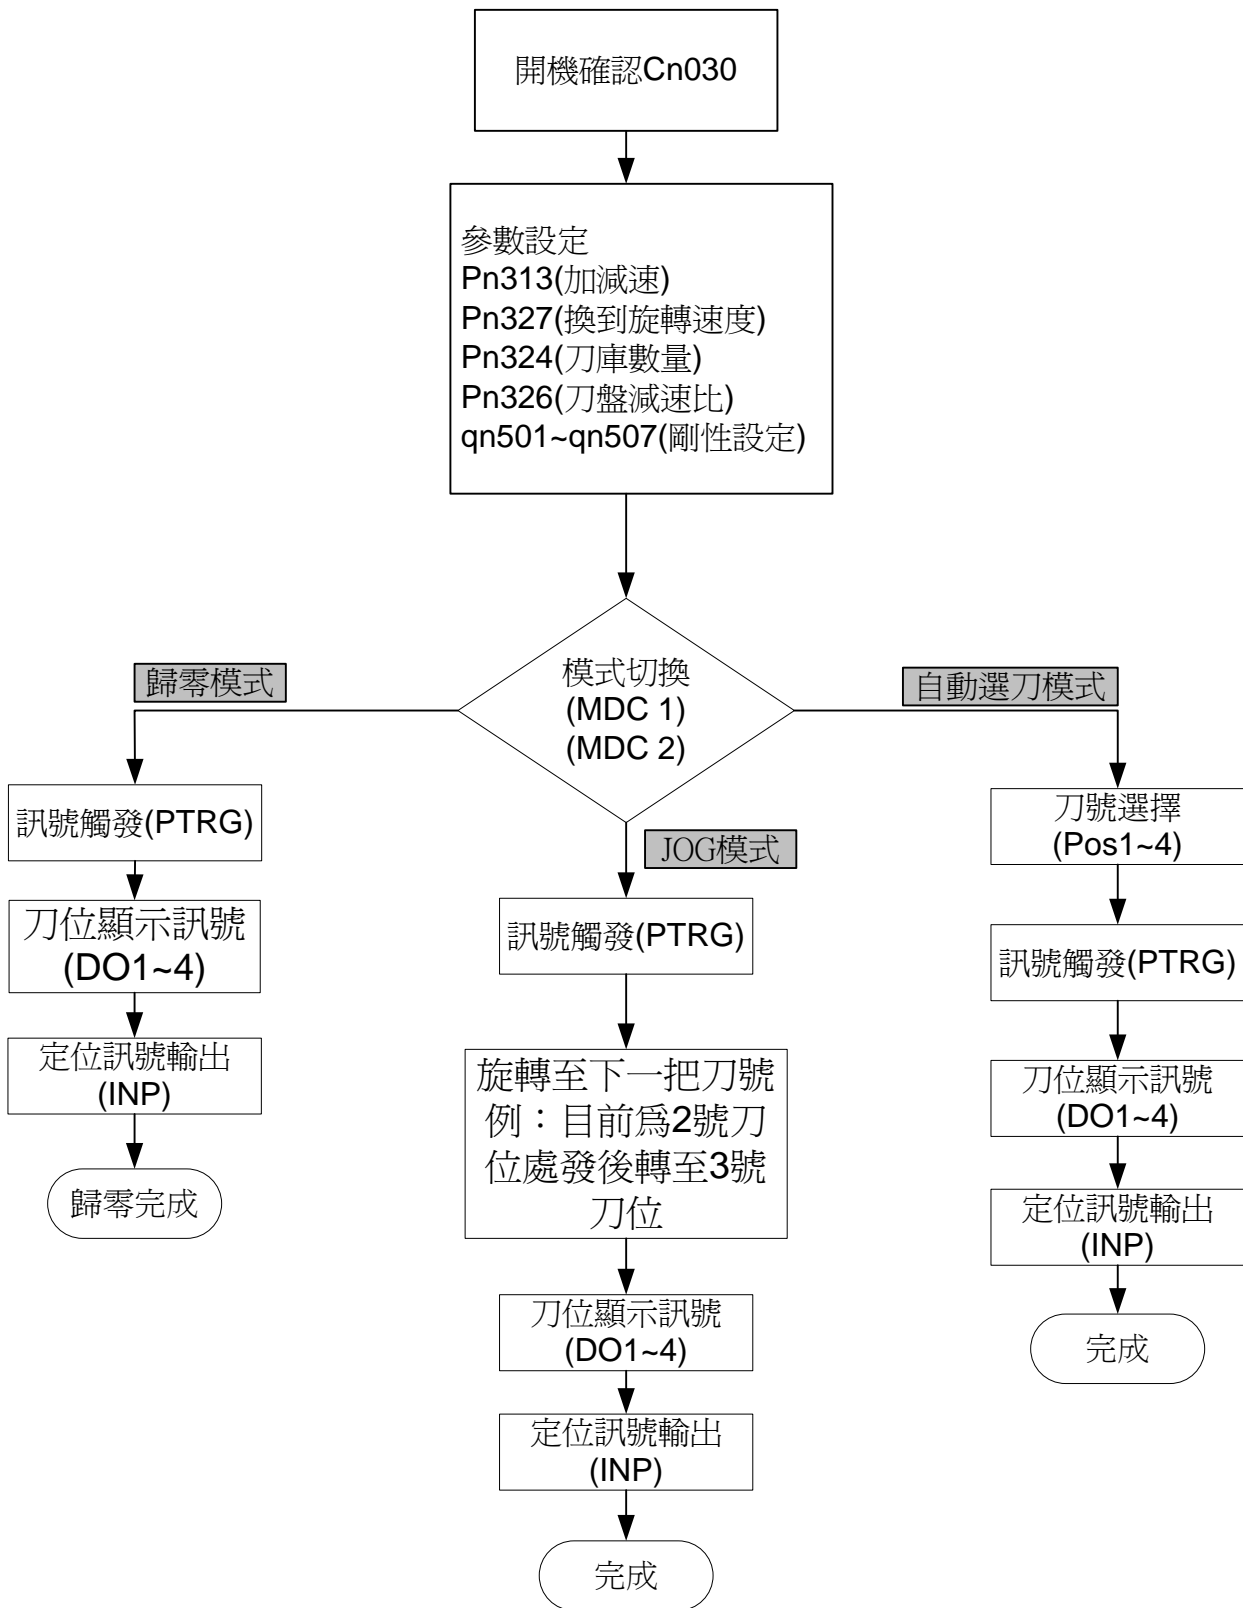 開機確認Cn030
參數設定
Pn313(加減速)
Pn327(換到旋轉速度)
Pn324(刀庫數量)
Pn326(刀盤減速比)
qn501~qn507(剛性設定)
模式切換
(MDC 1)
(MDC 2)
歸零模式
訊號觸發(PTRG)
刀位顯示訊號
(DO1~4)
定位訊號輸出
(INP)
歸零完成
JOG模式
訊號觸發(PTRG)
旋轉至下一把刀號
例：目前為2號刀
位處發後轉至3號
刀位
刀位顯示訊號
(DO1~4)
定位訊號輸出
(INP)
完成
自動選刀模式
刀號選擇
(Pos1~4)
訊號觸發(PTRG)
刀位顯示訊號
(DO1~4)
定位訊號輸出
(INP)
完成